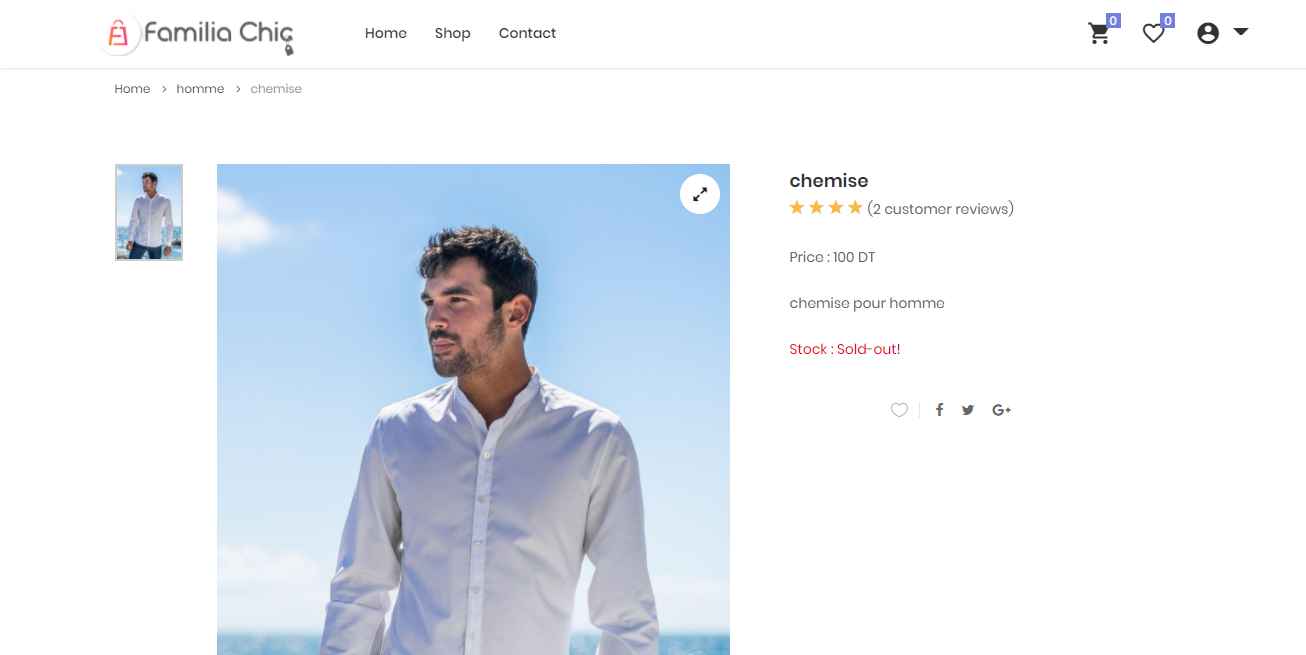 Familia Chic
Home Shop Contact
0
0
Home > homme > chemise
chemise
(2 customer reviews)
Price : 100 DT
chemise pour homme
Stock : Sold-out!
G+